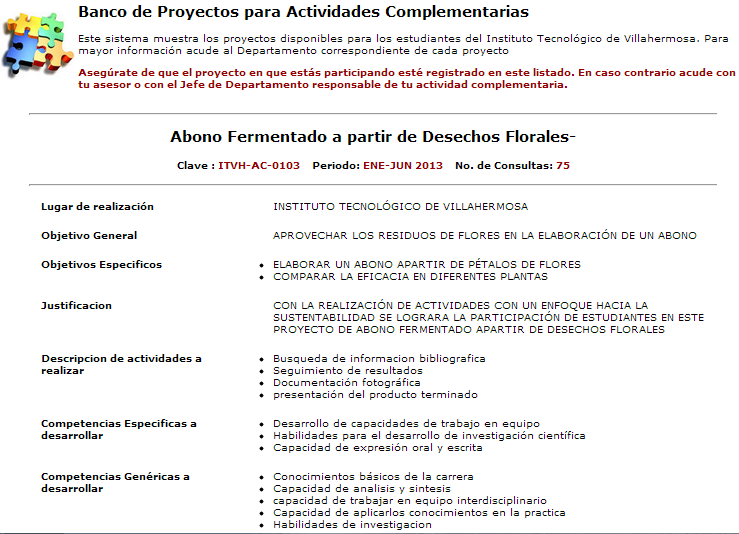 Banco de Proyectos para Actividades Complementarias
Este sistema muestra los proyectos disponibles para los estudiantes del Instituto Tecnológico de Villahermosa. Para
mayor información acude al Departamento correspondiente de cada proyecto
Asegúrate de que el proyecto en que estás participando esté registrado en este listado. En caso contrario acude con
tu asesor o con el Jefe de Departamento responsable de tu actividad complementaria.
Abono Fermentado a partir de Desechos Florales-
Clave : ITVH-AC-0103 Periodo: ENE-JUN 2013 No. de Consultas: 75
Lugar de realización INSTITUTO TECNOLÓGICO DE VILLAHERMOSA
Objetivo General APROVECHAR LOS RESIDUOS DE FLORES EN LA ELABORACIÓN DE UN ABONO
Objetivos Especificos • ELABORAR UN ABONO APARTIR DE PÉTALOS DE FLORES
• COMPARAR LA EFICACIA EN DIFERENTES PLANTAS
Justificacion CON LA REALIZACIÓN DE ACTIVIDADES CON UN ENFOQUE HACIA LA
SUSTENTABILIDAD SE LOGRARA LA PARTICIPACIÓN DE ESTUDIANTES EN ESTE
PROYECTO DE ABONO FERMENTADO APARTIR DE DESECHOS FLORALES
Descripcion de actividades a realizar • Busqueda de informacion bibliografica
• Seguimiento de resultados
• Documentación fotográfica
• presentación del producto terminado
Competencias Especificas a desarrollar • Desarrollo de capacidades de trabajo en equipo
• Habilidades para el desarrollo de investigación científica
• Capacidad de expresión oral y escrita
Competencias Genéricas a desarrollar • Conocimientos básicos de la carrera
• Capacidad de analisis y sintesis
• capacidad de trabajar en equipo interdisciplinario
• Capacidad de aplicarlos conocimientos en la practica
• Habilidades de investigacion